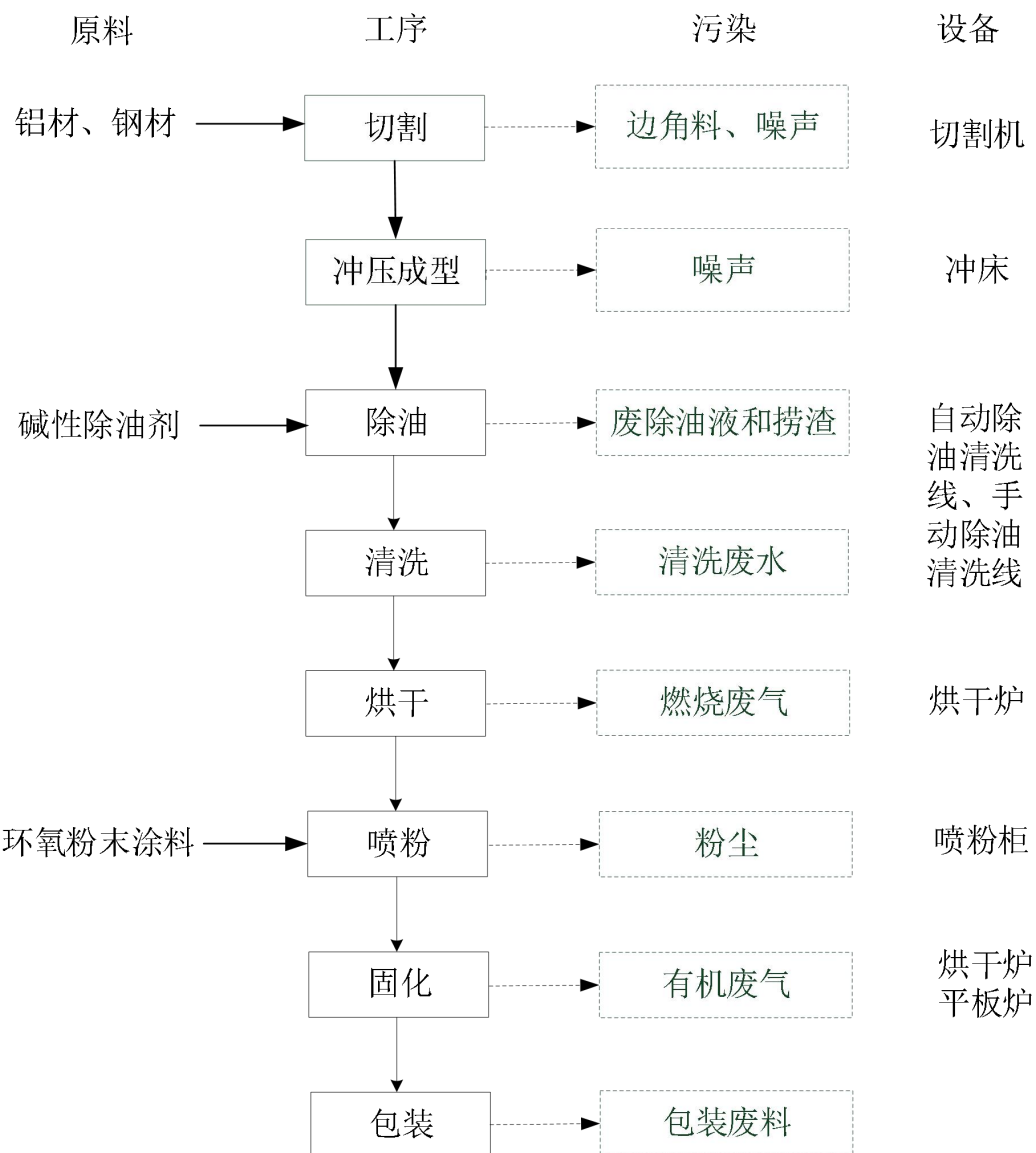 原料 工序 污染 设备
铝材、钢材 切割 边角料、噪声 切割机
冲压成型 噪声 冲床
碱性除油剂 除油 废除油液和捞渣
自动除
油清洗
线、手
动除油
清洗线
清洗 清洗废水
烘干 燃烧废气 烘干炉
环氧粉末涂料 喷粉 粉尘 喷粉柜
固化 有机废气
烘干炉
平板炉
包装 包装废料